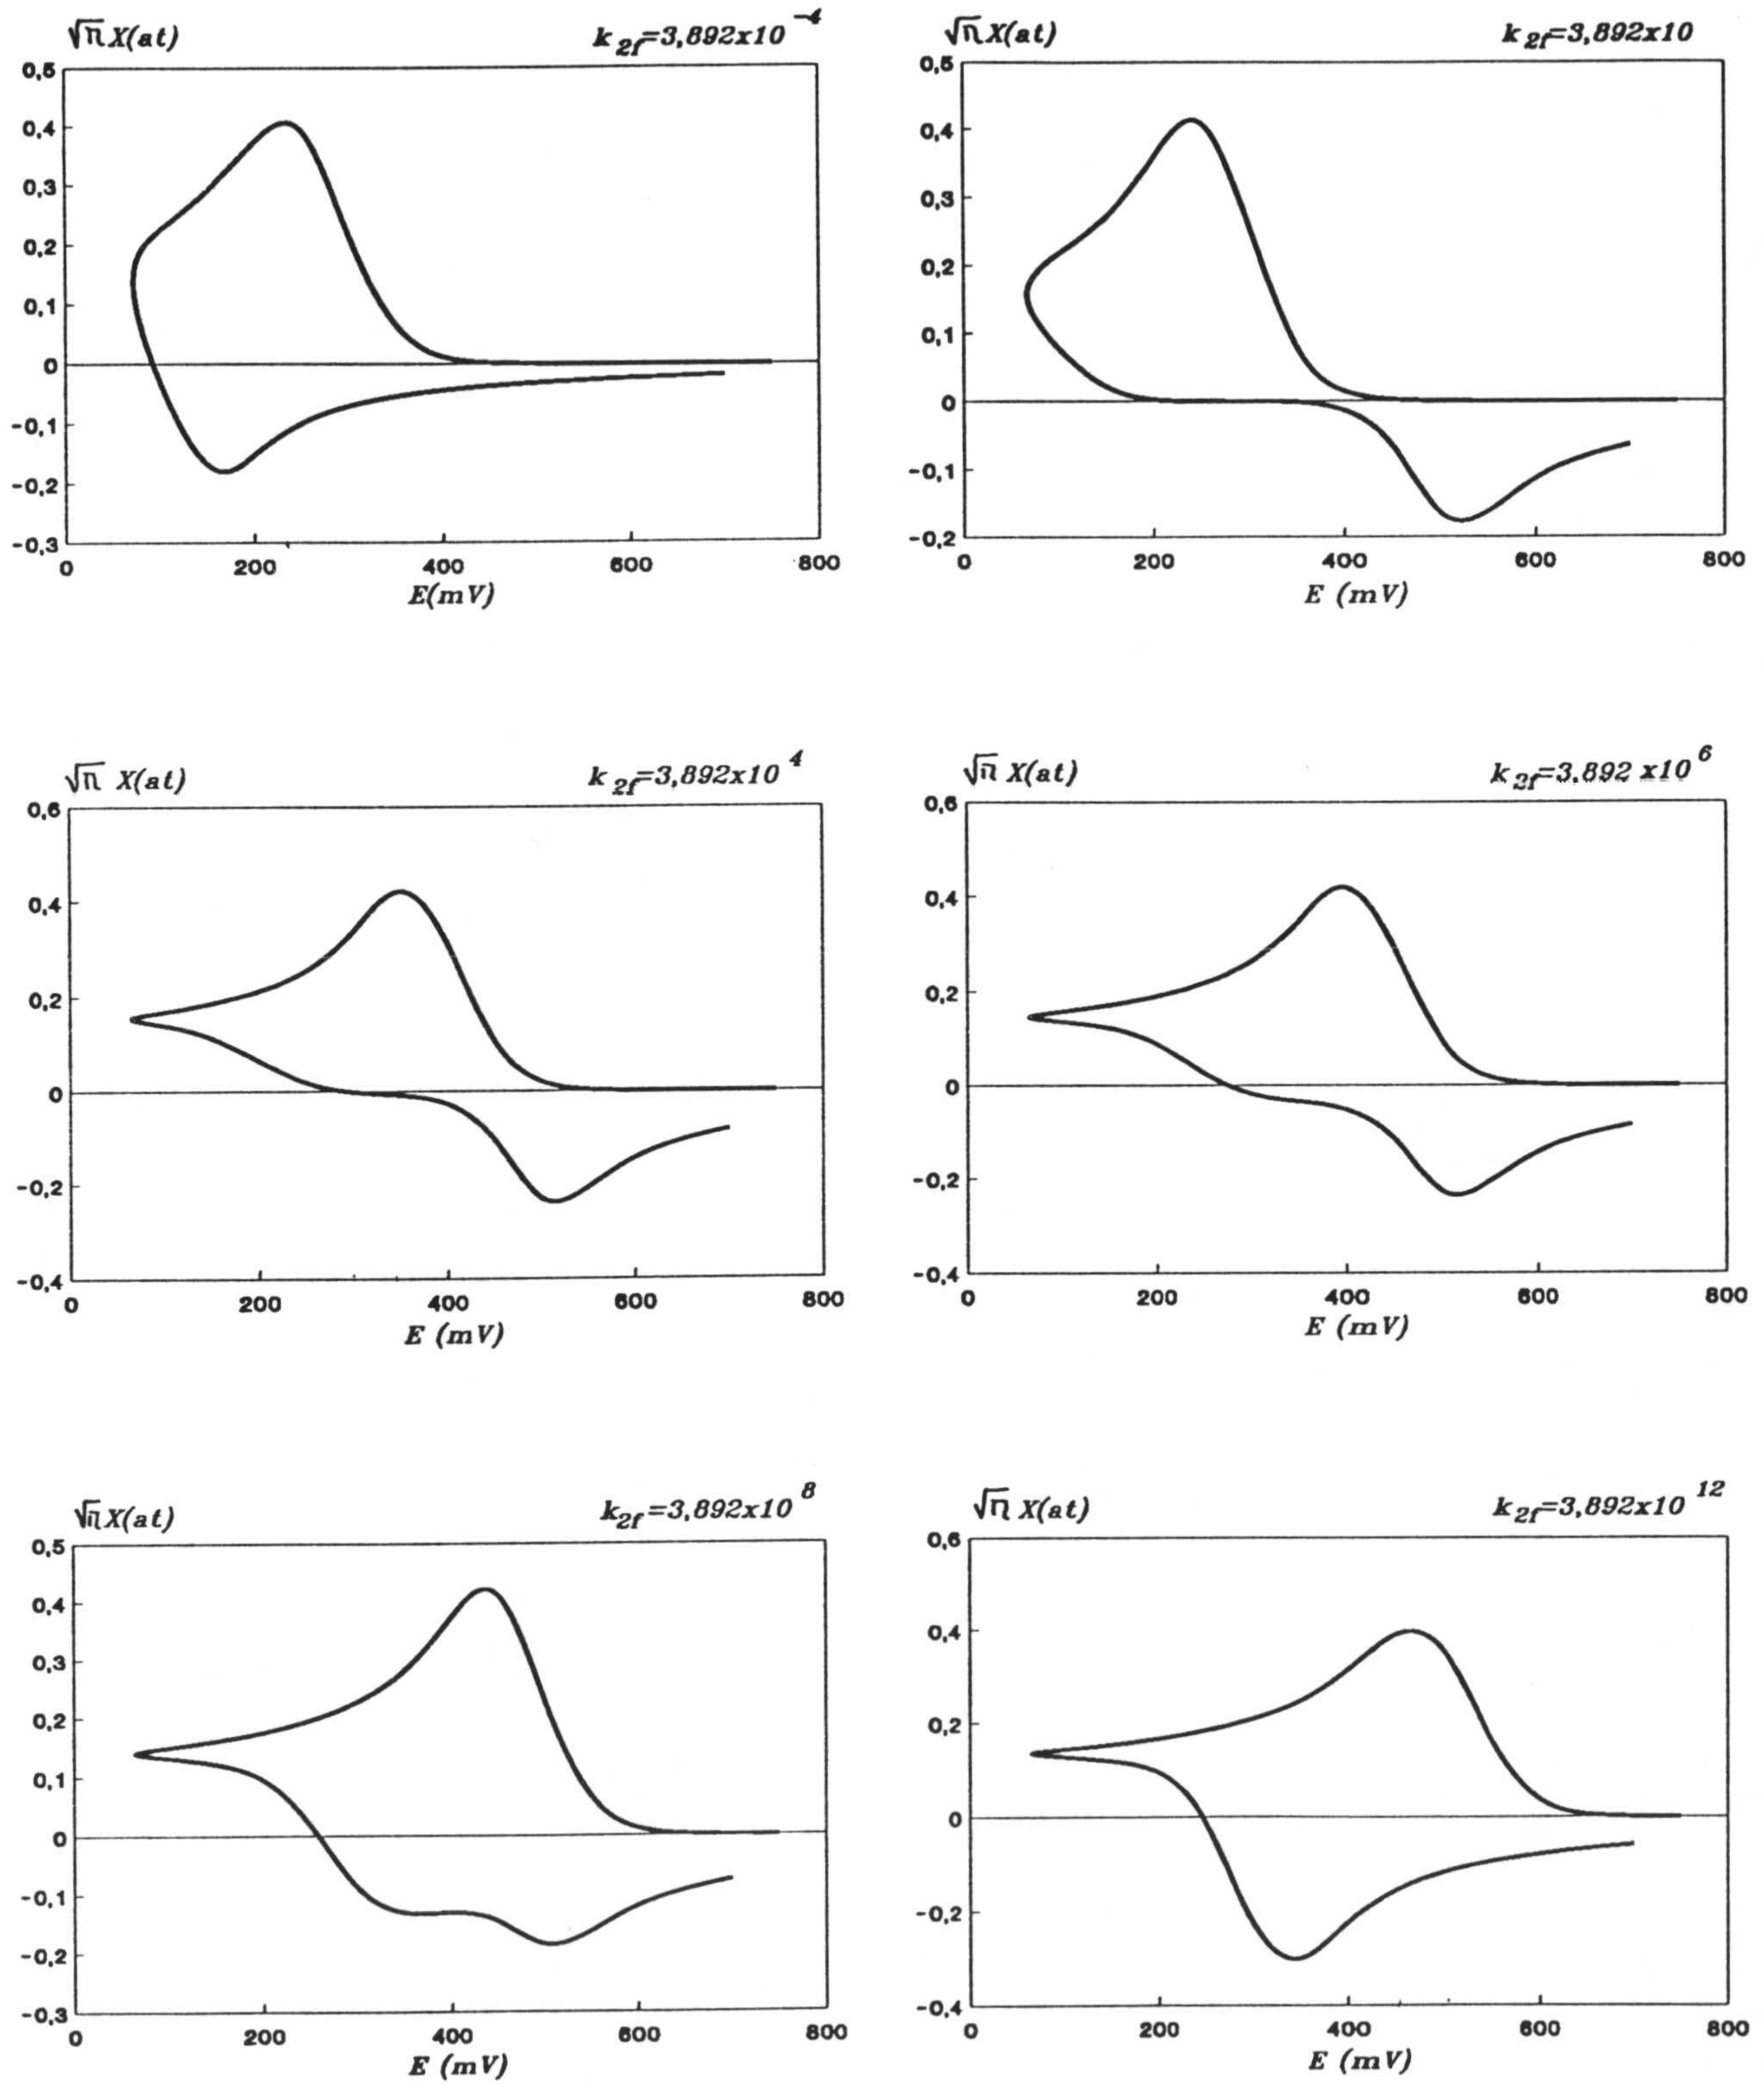 √π X(at) k2f=3,892x10 -4
0,5
0,4
0,3
0,2
0,1
0
-0,1
-0,2
-0,3
0 200 400 600 800
E(mV)
√π X(at) k2f=3,892x10
0,5
0,4
0,3
0,2
0,1
0
-0,1
-0,2
0 200 400 600 800
E (mV)
√π X(at) k2f=3,892x10 4
0,6
0,4
0,2
0
-0,2
-0,4
0 200 400 600 800
E (mV)
√π X(at) k2f=3.892 x10 6
0,6
0,4
0,2
0
-0,2
-0,4
0 200 400 600 800
E (mV)
√π X(at) k2f=3,892x10 8
0,5
0,4
0,3
0,2
0,1
0
-0,1
-0,2
-0,3
0 200 400 600 800
E (mV)
√π X(at) k2f=3,892x10 12
0,6
0,4
0,2
0
-0,2
-0,4
0 200 400 600 800
E (mV)